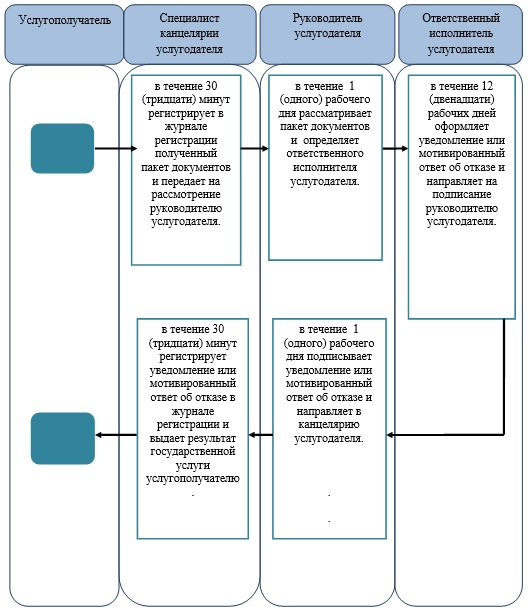 Услугополучатель
Специалист
канцелярии
услугодателя
Руководитель
услугодателя
Ответственный
исполнитель
услугодателя
в течение 30
(тридцати) минут
регистрирует в
журнале
регистрации
полученный
пакет документов
и передает на
рассмотрение
руководителю
услугодателя.
в течение 1
(одного) рабочего
дня рассматривает
пакет документов
и определяет
ответственного
исполнителя
услугодателя.
в течение 12
(двенадцати)
рабочих дней
оформляет
уведомление или
мотивированный
ответ об отказе и
направляет на
подписание
руководителю
услугодателя.
в течение 30
(тридцати) минут
регистрирует
уведомление или
мотивированный
ответ об отказе в
журнале
регистрации и
выдает результат
государственной
услуги
услугополучателю
.
в течение 1
(одного) рабочего
дня подписывает
уведомление или
мотивированный
ответ об отказе и
направляет в
канцелярию
услугодателя.
.
.